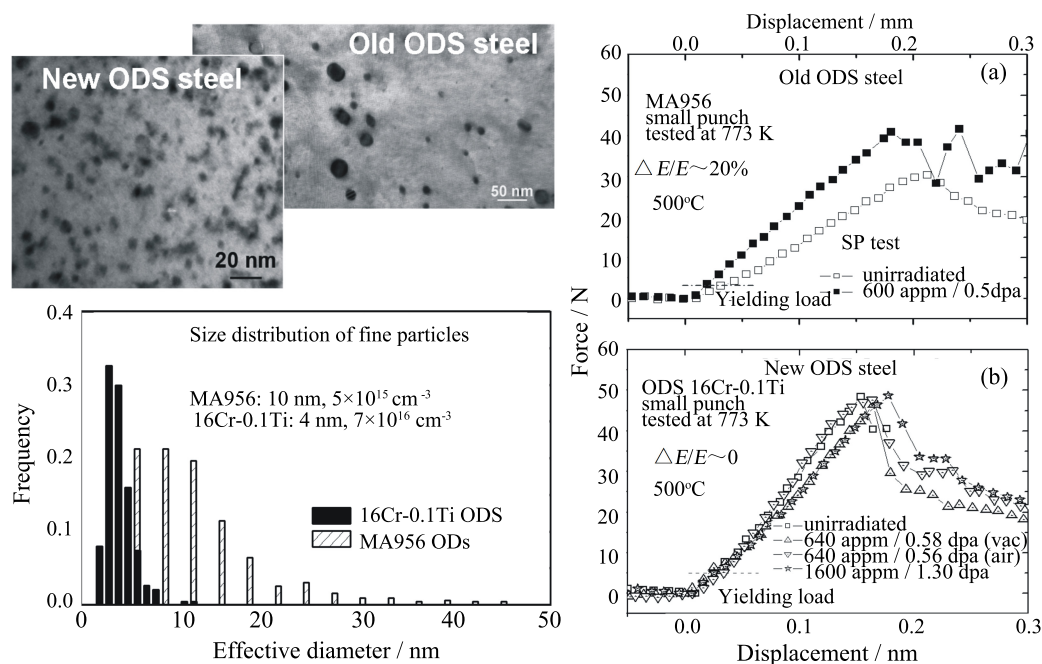 New ODS steel
20 nm
Old ODS steel
50 nm
0.4
0.3
0.2
0.1
0.0
Frequency
Size distribution of fine particles
MA956: 10 nm, 5×10¹⁵ cm⁻³
16Cr-0.1Ti: 4 nm, 7×10¹⁶ cm⁻³
16Cr-0.1Ti ODS
MA956 ODs
0 10 20 30 40 50
Effective diameter / nm
Displacement / mm
0.0 0.1 0.2 0.3
60
50
40
30
20
10
0
Old ODS steel
(a)
MA956
small punch
tested at 773 K
△E/E~20%
500°C
SP test
unirradiated
600 appm / 0.5dpa
Yielding load
Force / N
60
50
40
30
20
10
0
New ODS steel
(b)
ODS 16Cr-0.1Ti
small punch
tested at 773 K
△E/E~0
500°C
unirradiated
640 appm / 0.58 dpa (vac)
640 appm / 0.56 dpa (air)
1600 appm / 1.30 dpa
Yielding load
0.0 0.1 0.2 0.3
Displacement / nm